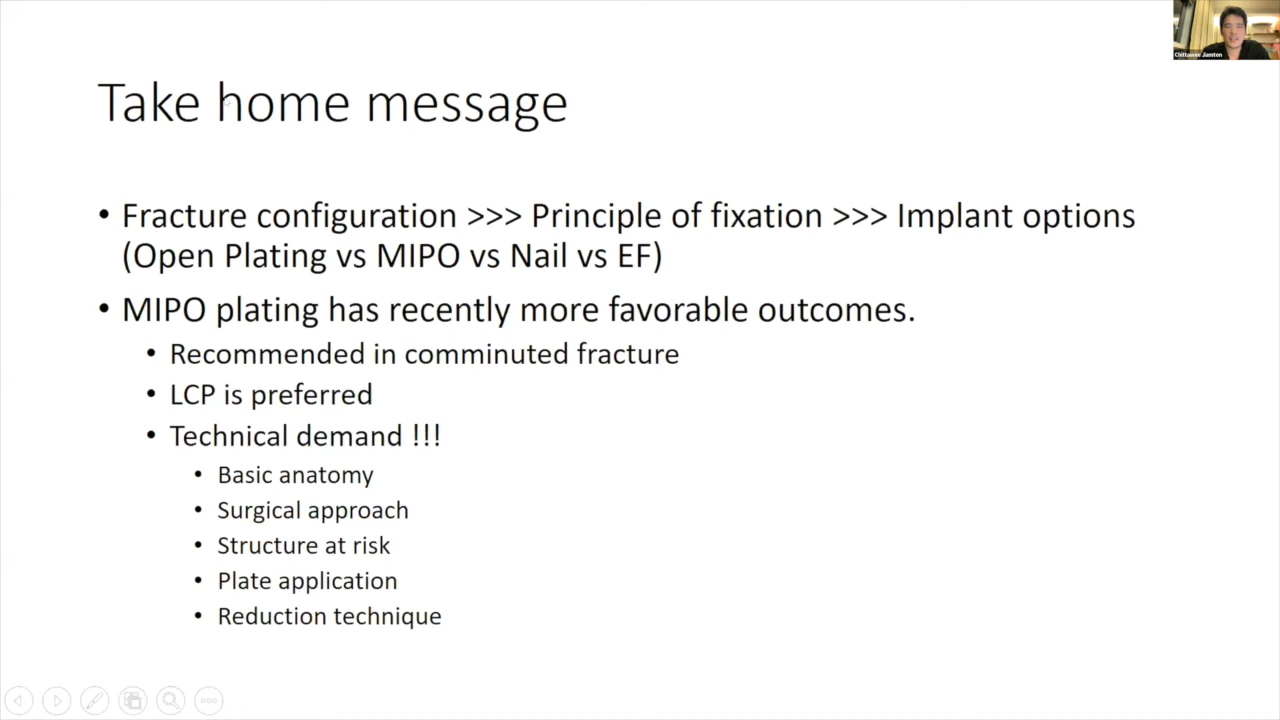 Chittawee Jamton
Take home message
• Fracture configuration >>> Principle of fixation >>> Implant options
(Open Plating vs MIPO vs Nail vs EF)
• MIPO plating has recently more favorable outcomes.
• Recommended in comminuted fracture
• LCP is preferred
• Technical demand !!!
• Basic anatomy
• Surgical approach
• Structure at risk
• Plate application
• Reduction technique